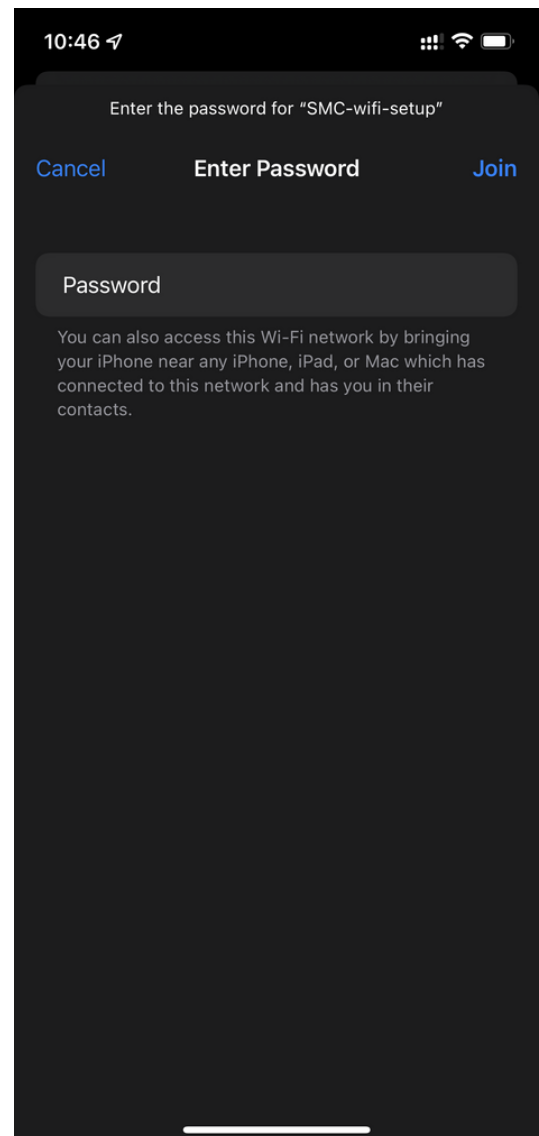 10:46
Enter the password for “SMC-wifi-setup”
Cancel Enter Password Join
Password
You can also access this Wi-Fi network by bringing
your iPhone near any iPhone, iPad, or Mac which has
connected to this network and has you in their
contacts.